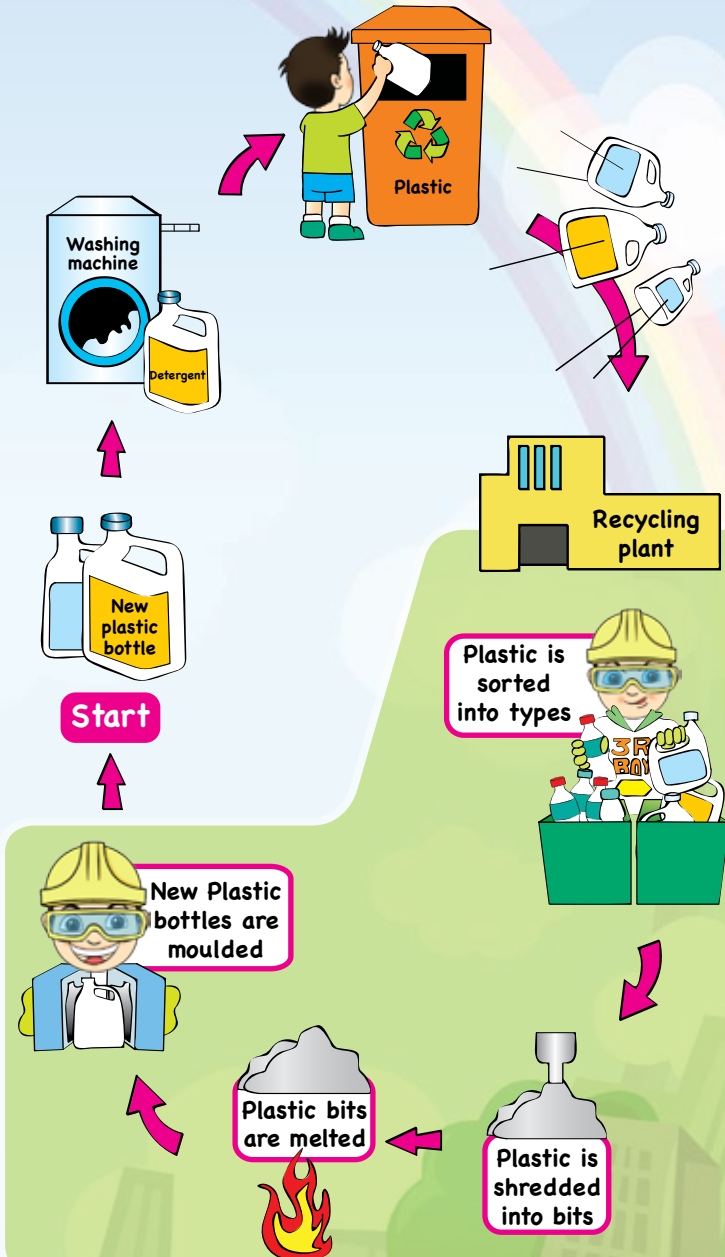 Plastic
Washing
machine
Detergent
New
plastic
bottle
Start
Recycling
plant
Plastic is
sorted
into types
3R
BOY
Plastic is
shredded
into bits
Plastic bits
are melted
New Plastic
bottles are
moulded